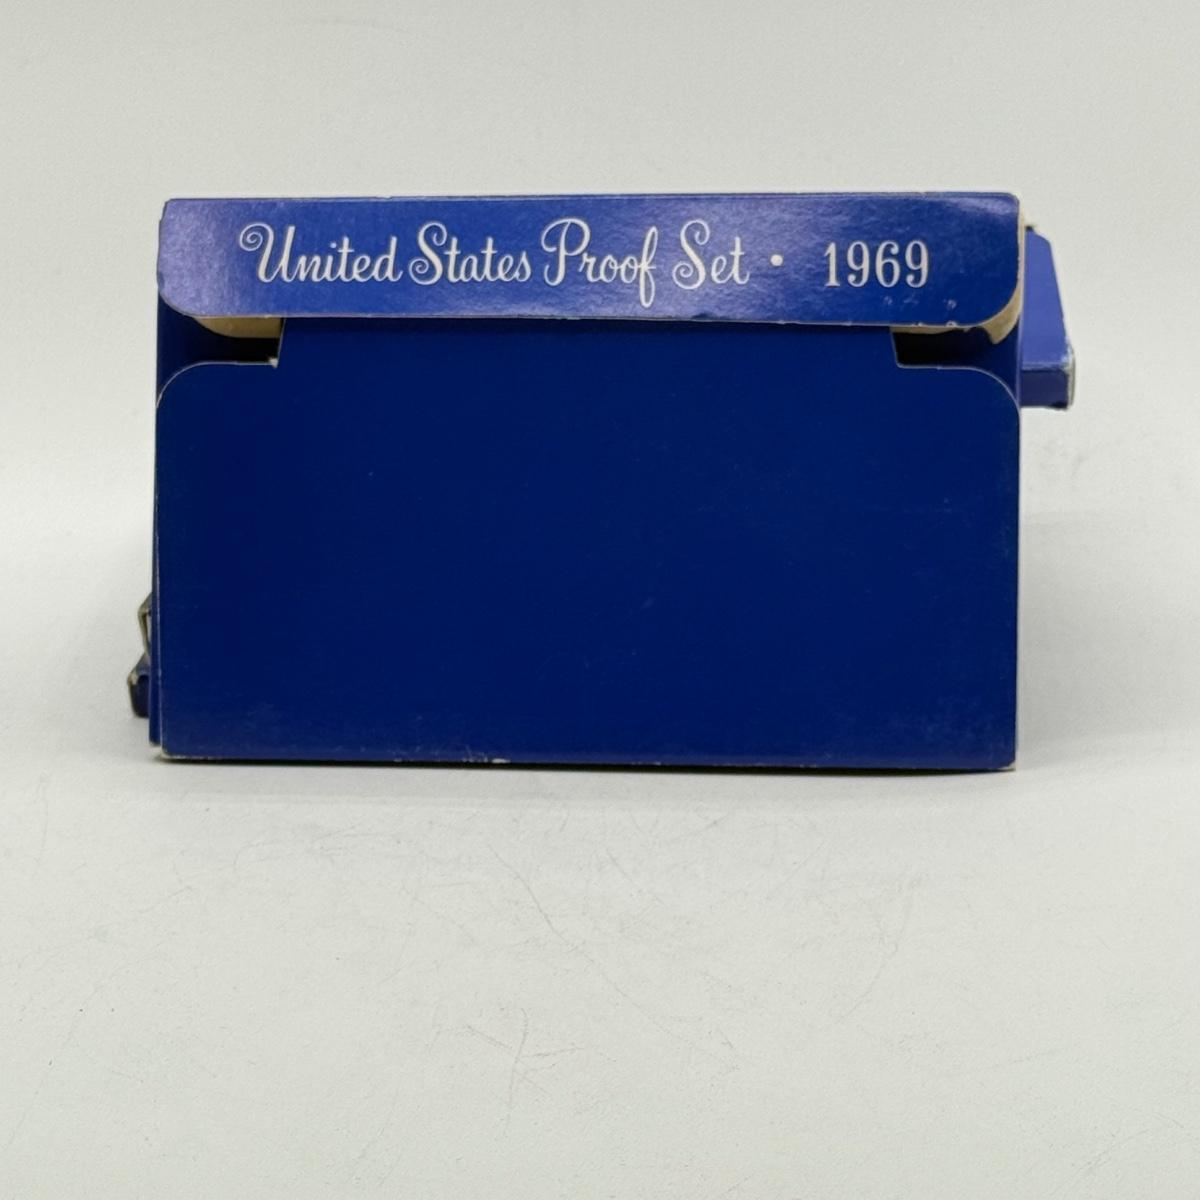 United States Proof Set • 1969